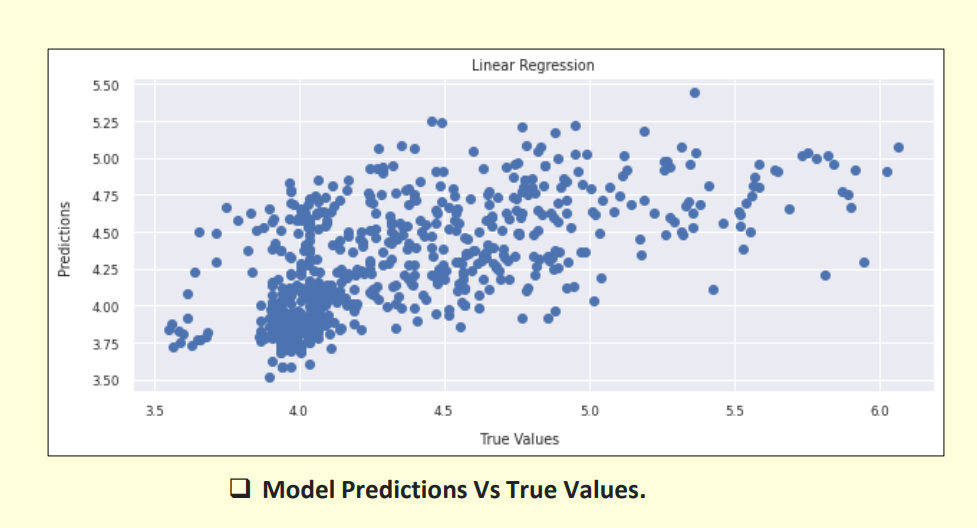 Linear Regression
5.50
5.25
5.00
4.75
4.50
4.25
4.00
3.75
3.50
Predictions
3.5 4.0 4.5 5.0 5.5 6.0
True Values
❑ Model Predictions Vs True Values.